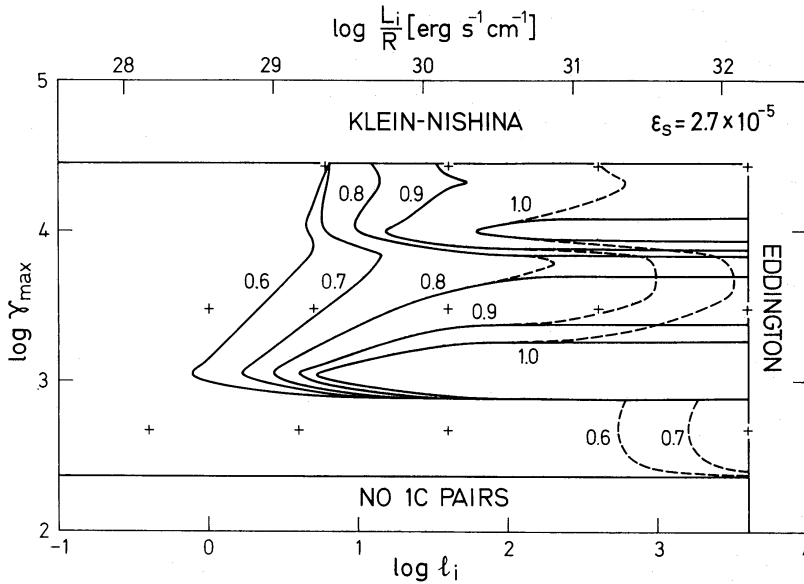 log L_i/R [erg s⁻¹ cm⁻¹]
28 29 30 31 32
5
KLEIN-NISHINA ε_s = 2.7 × 10⁻⁵
0.8 0.9 1.0
4
0.6 0.7 0.8
0.9
EDDINGTON
log γ_max
1.0
3
0.6 0.7
NO 1C PAIRS
2
-1 0 1 2 3 4
log ℓ_i